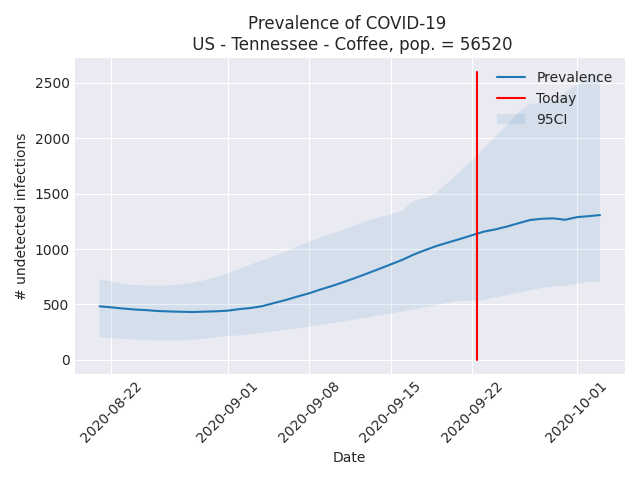 Prevalence of COVID-19
US - Tennessee - Coffee, pop. = 56520
Prevalence
Today
95CI
# undetected infections
2500
2000
1500
1000
500
0
2020-08-22
2020-09-01
2020-09-08
2020-09-15
2020-09-22
2020-10-01
Date